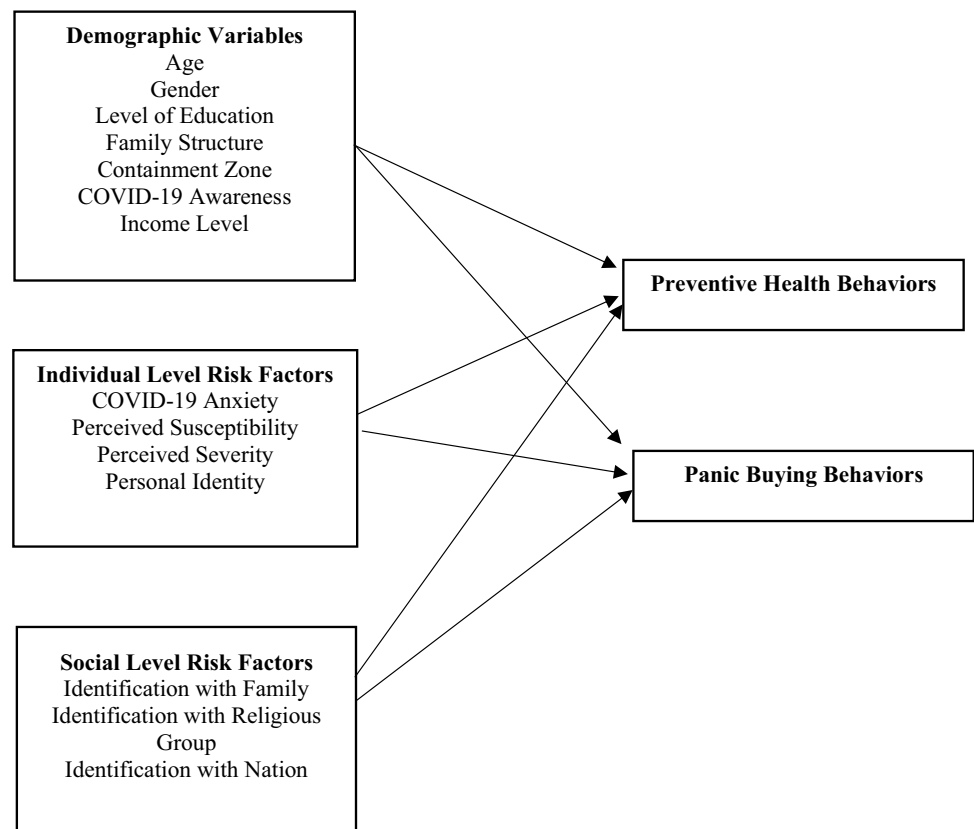 Demographic Variables
Age
Gender
Level of Education
Family Structure
Containment Zone
COVID-19 Awareness
Income Level
Preventive Health Behaviors
Individual Level Risk Factors
COVID-19 Anxiety
Perceived Susceptibility
Perceived Severity
Personal Identity
Panic Buying Behaviors
Social Level Risk Factors
Identification with Family
Identification with Religious
Group
Identification with Nation